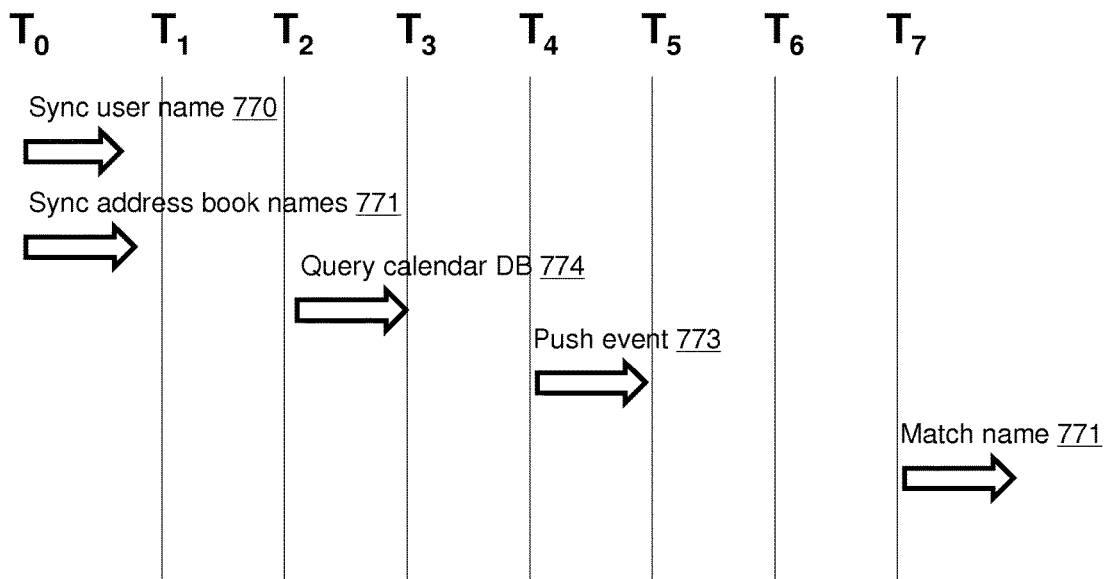 T0 T1 T2 T3 T4 T5 T6 T7
Sync user name 770
Sync address book names 771
Query calendar DB 774
Push event 773
Match name 771